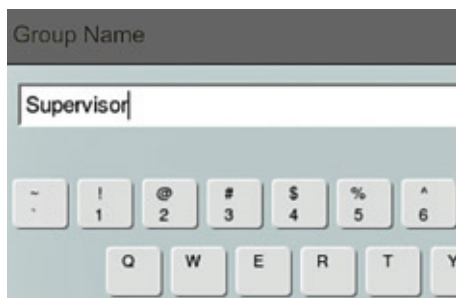 Group Name
Supervisor
~ ! @ # $ % ^
` 1 2 3 4 5 6
Q W E R T Y